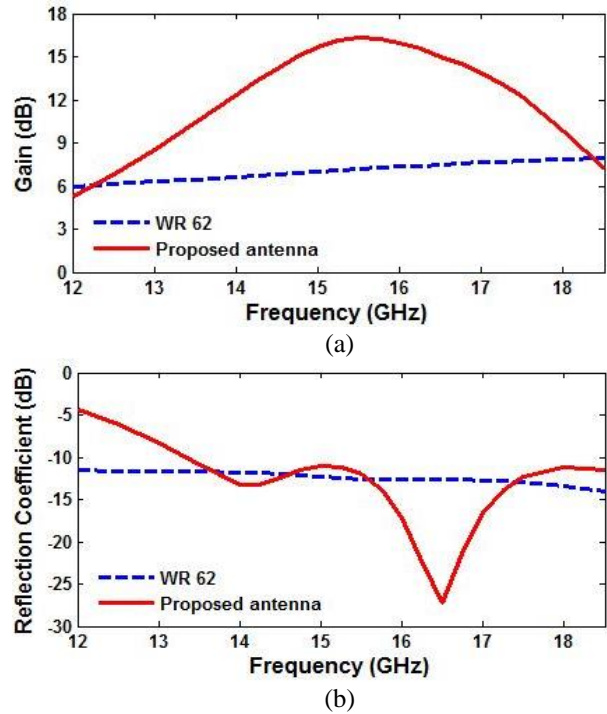 18
15
12
9
6
3
0
Gain (dB)
WR 62
Proposed antenna
12 13 14 15 16 17 18
Frequency (GHz)
(a)
0
-5
-10
-15
-20
-25
-30
Reflection Coefficient (dB)
WR 62
Proposed antenna
12 13 14 15 16 17 18
Frequency (GHz)
(b)